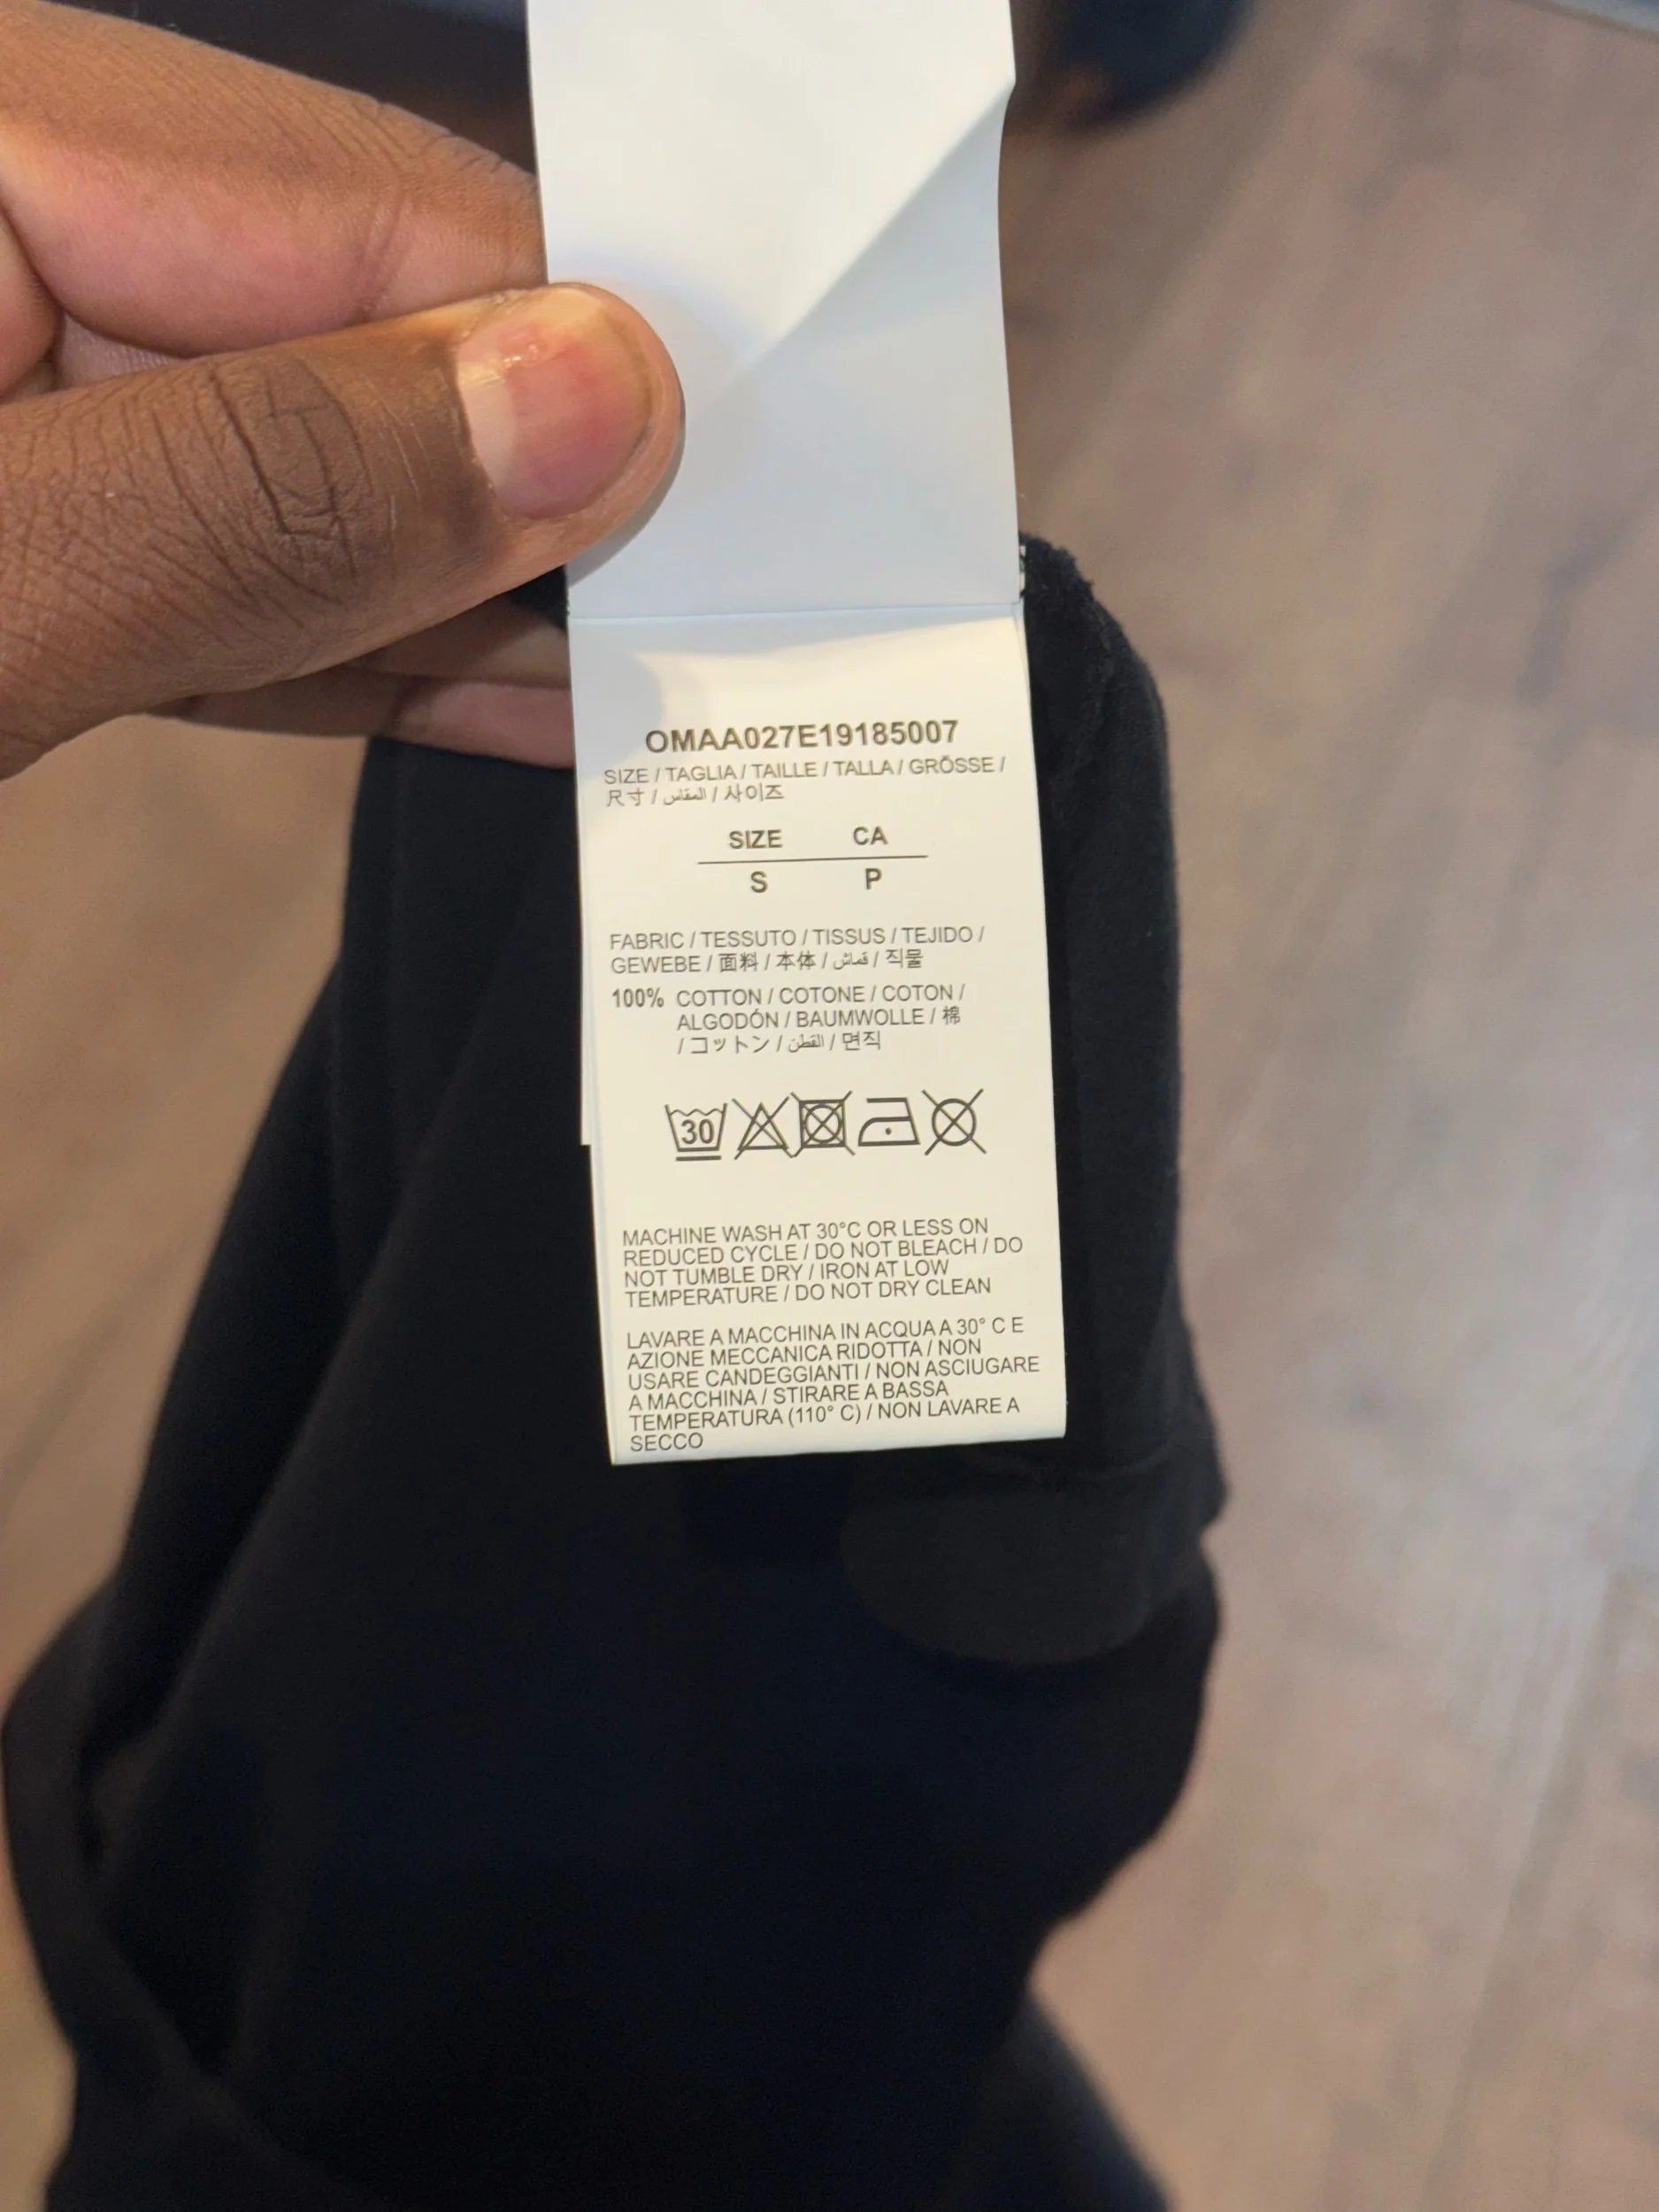 OMAA027E19185007
SIZE / TAGLIA / TAILLE / TALLA / GRÖSSE /
尺寸 / المقاس / 사이즈
SIZE CA
S P
FABRIC / TESSUTO / TISSUS / TEJIDO /
GEWEBE / 面料 / 本体 / قماش / 직물
100% COTTON / COTONE / COTON /
ALGODÓN / BAUMWOLLE / 棉
/ コットン / القطن / 면직
30
MACHINE WASH AT 30°C OR LESS ON
REDUCED CYCLE / DO NOT BLEACH / DO
NOT TUMBLE DRY / IRON AT LOW
TEMPERATURE / DO NOT DRY CLEAN
LAVARE A MACCHINA IN ACQUA A 30° C E
AZIONE MECCANICA RIDOTTA / NON
USARE CANDEGGIANTI / NON ASCIUGARE
A MACCHINA / STIRARE A BASSA
TEMPERATURA (110° C) / NON LAVARE A
SECCO